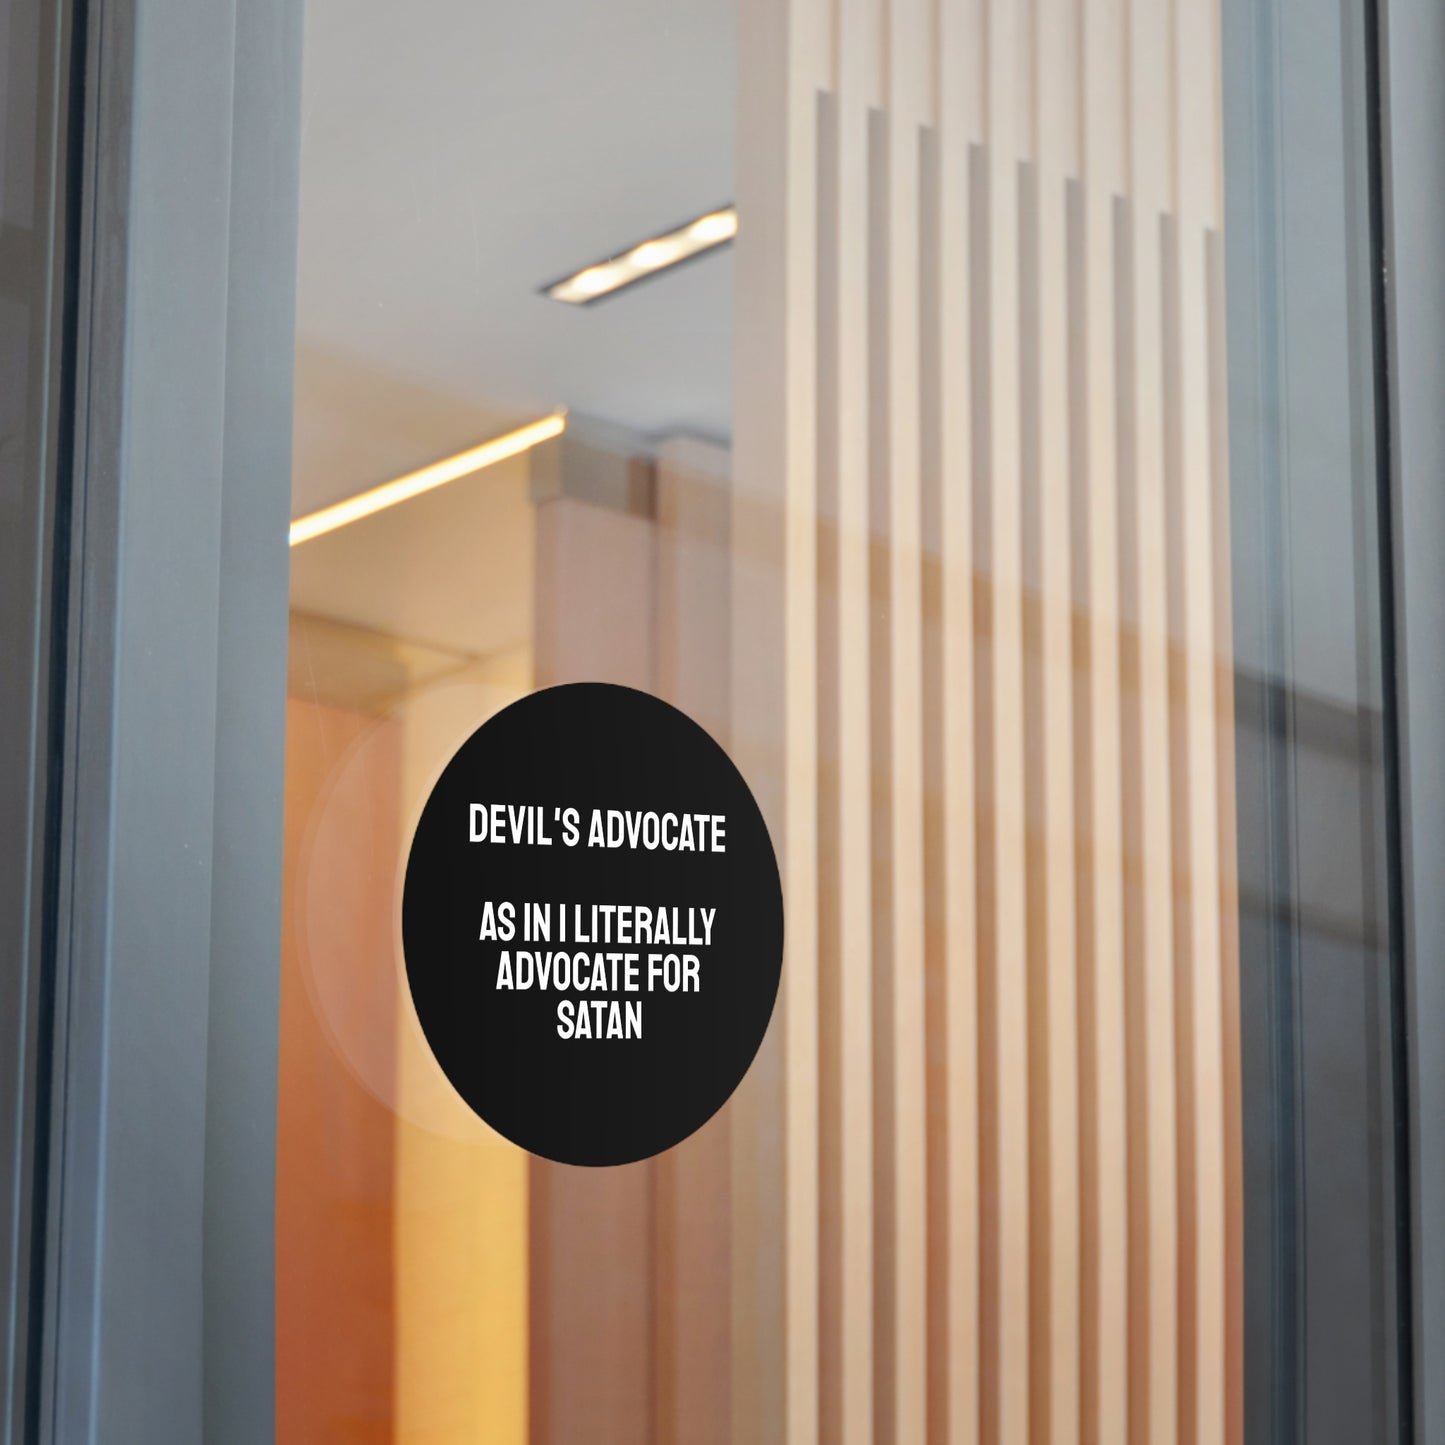 DEVIL'S ADVOCATE
AS IN I LITERALLY
ADVOCATE FOR
SATAN